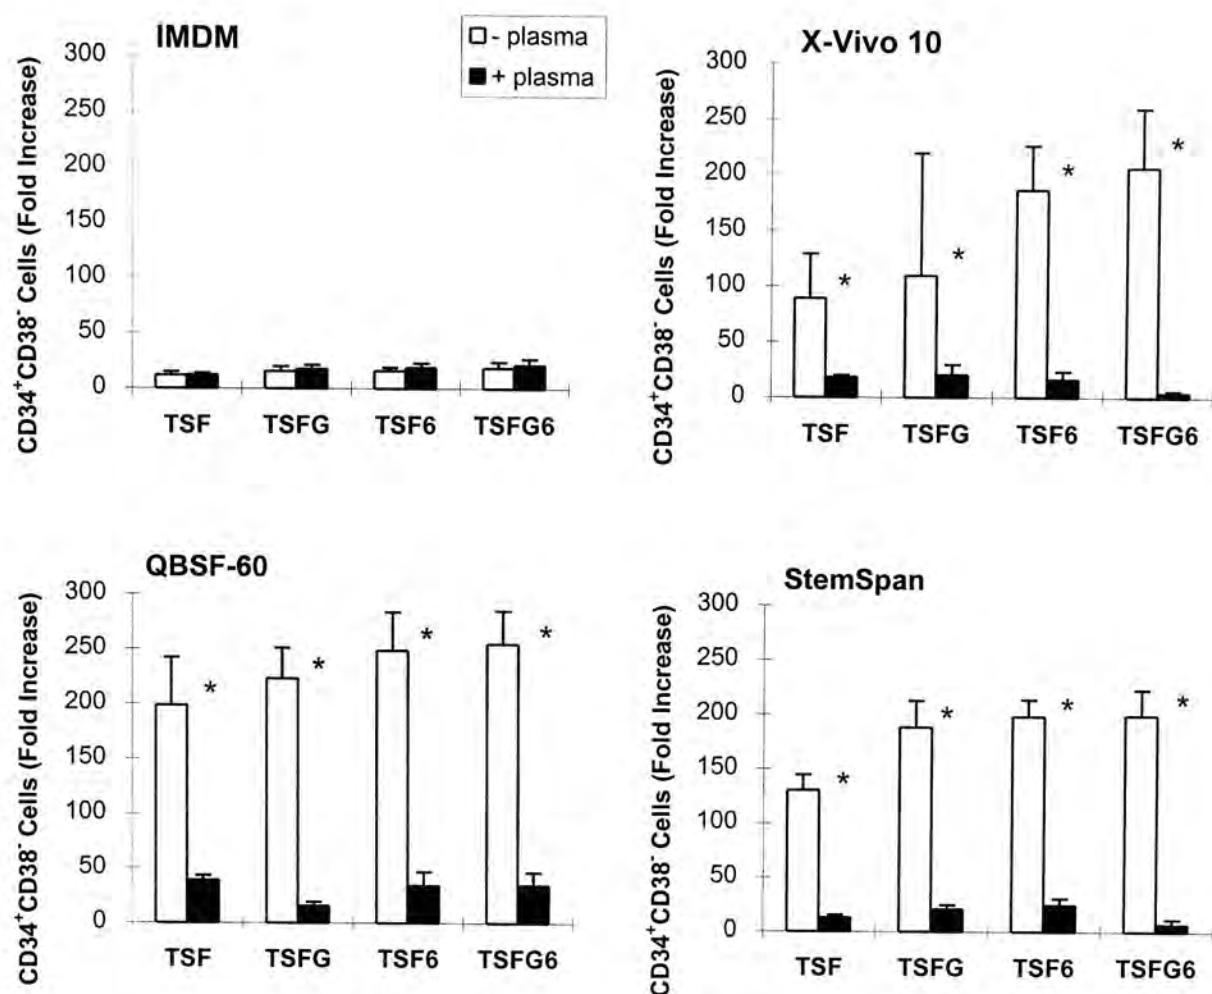 IMDM
- plasma
+ plasma
CD34⁺CD38⁻ Cells (Fold Increase)
300
250
200
150
100
50
0
TSF TSFG TSF6 TSFG6
X-Vivo 10
CD34⁺CD38⁻ Cells (Fold Increase)
300
250
200
150
100
50
0
* * * *
TSF TSFG TSF6 TSFG6
QBSF-60
CD34⁺CD38⁻ Cells (Fold Increase)
300
250
200
150
100
50
0
* * * *
TSF TSFG TSF6 TSFG6
StemSpan
CD34⁺CD38⁻ Cells (Fold Increase)
300
250
200
150
100
50
0
* * * *
TSF TSFG TSF6 TSFG6